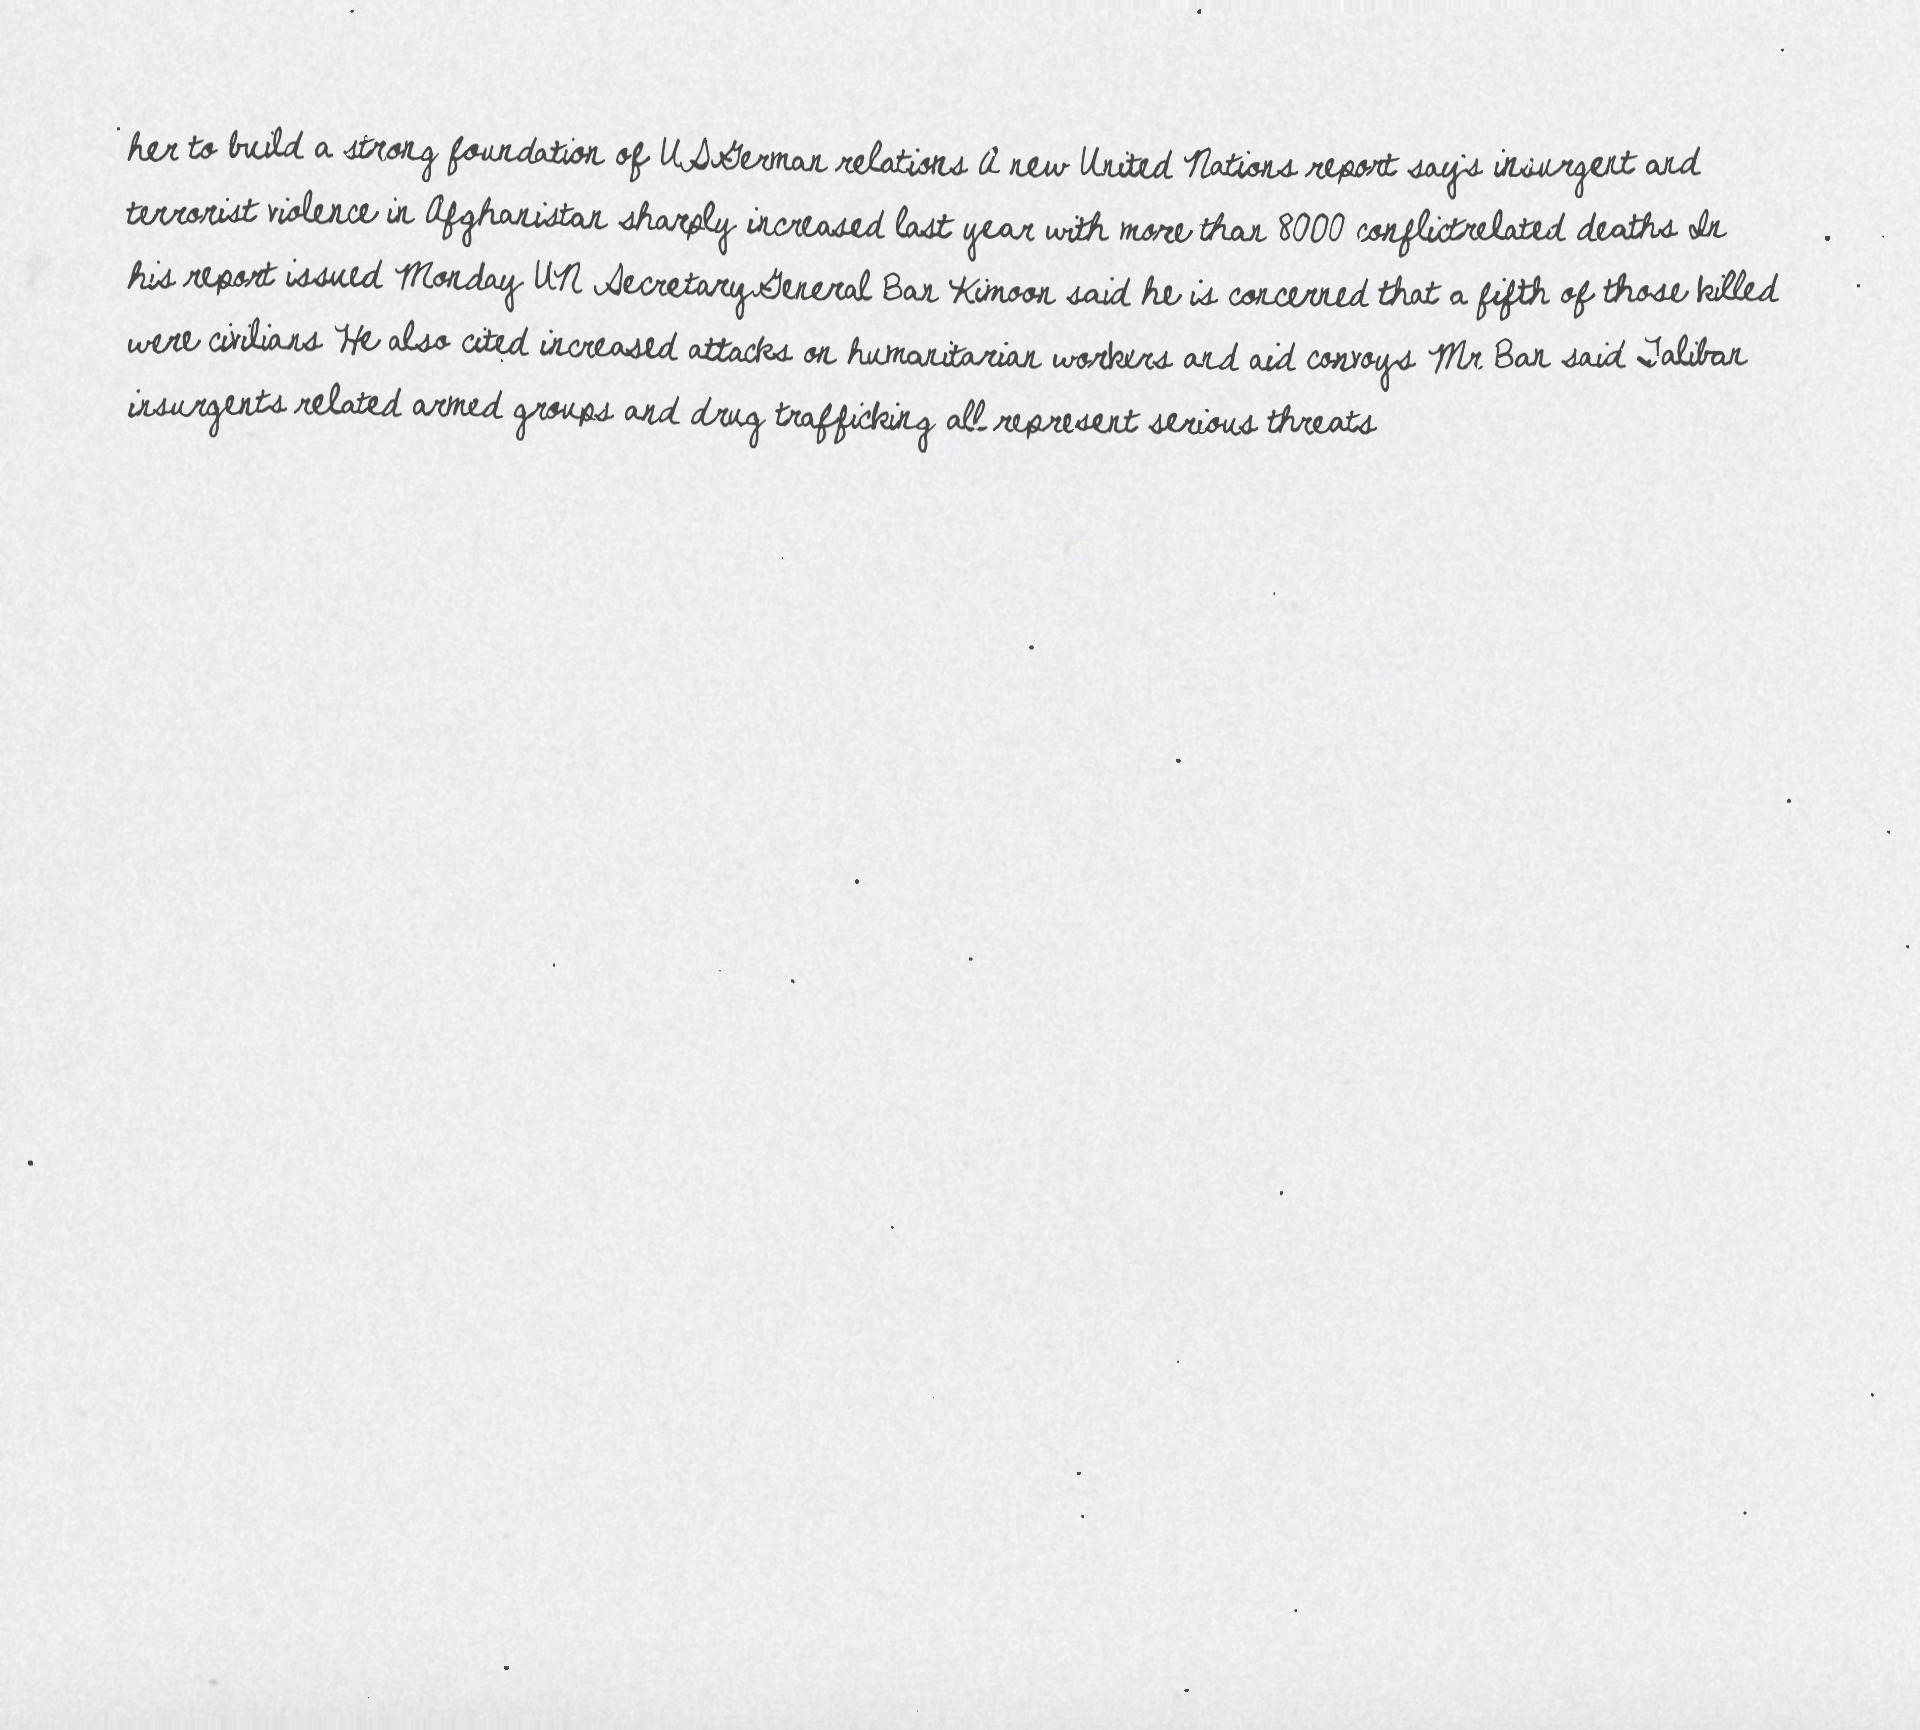 her to build a strong foundation of USGerman relations A new United Nations report says insurgent and
terrorist violence in Afghanistan sharply increased last year with more than 8000 conflictrelated deaths In
his report issued Monday UN SecretaryGeneral Ban Kimoon said he is concerned that a fifth of those killed
were civilians He also cited increased attacks on humanitarian workers and aid convoys Mr. Ban said Taliban
insurgents related armed groups and drug trafficking all represent serious threats